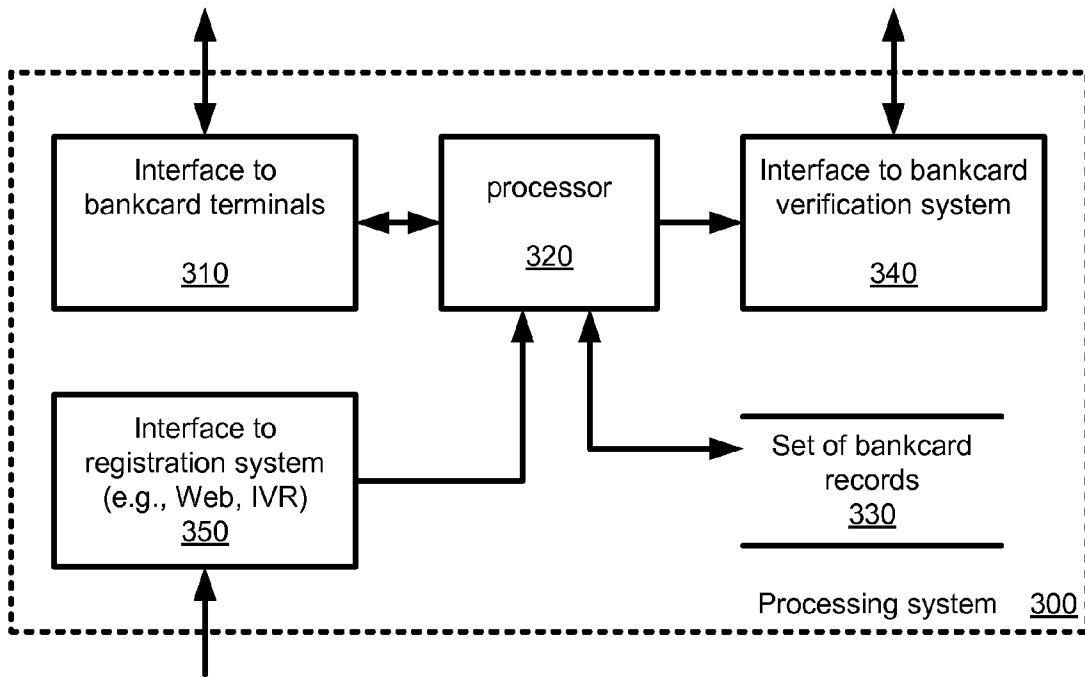 Interface to
bankcard terminals
310
processor
320
Interface to bankcard
verification system
340
Interface to
registration system
(e.g., Web, IVR)
350
Set of bankcard
records
330
Processing system 300